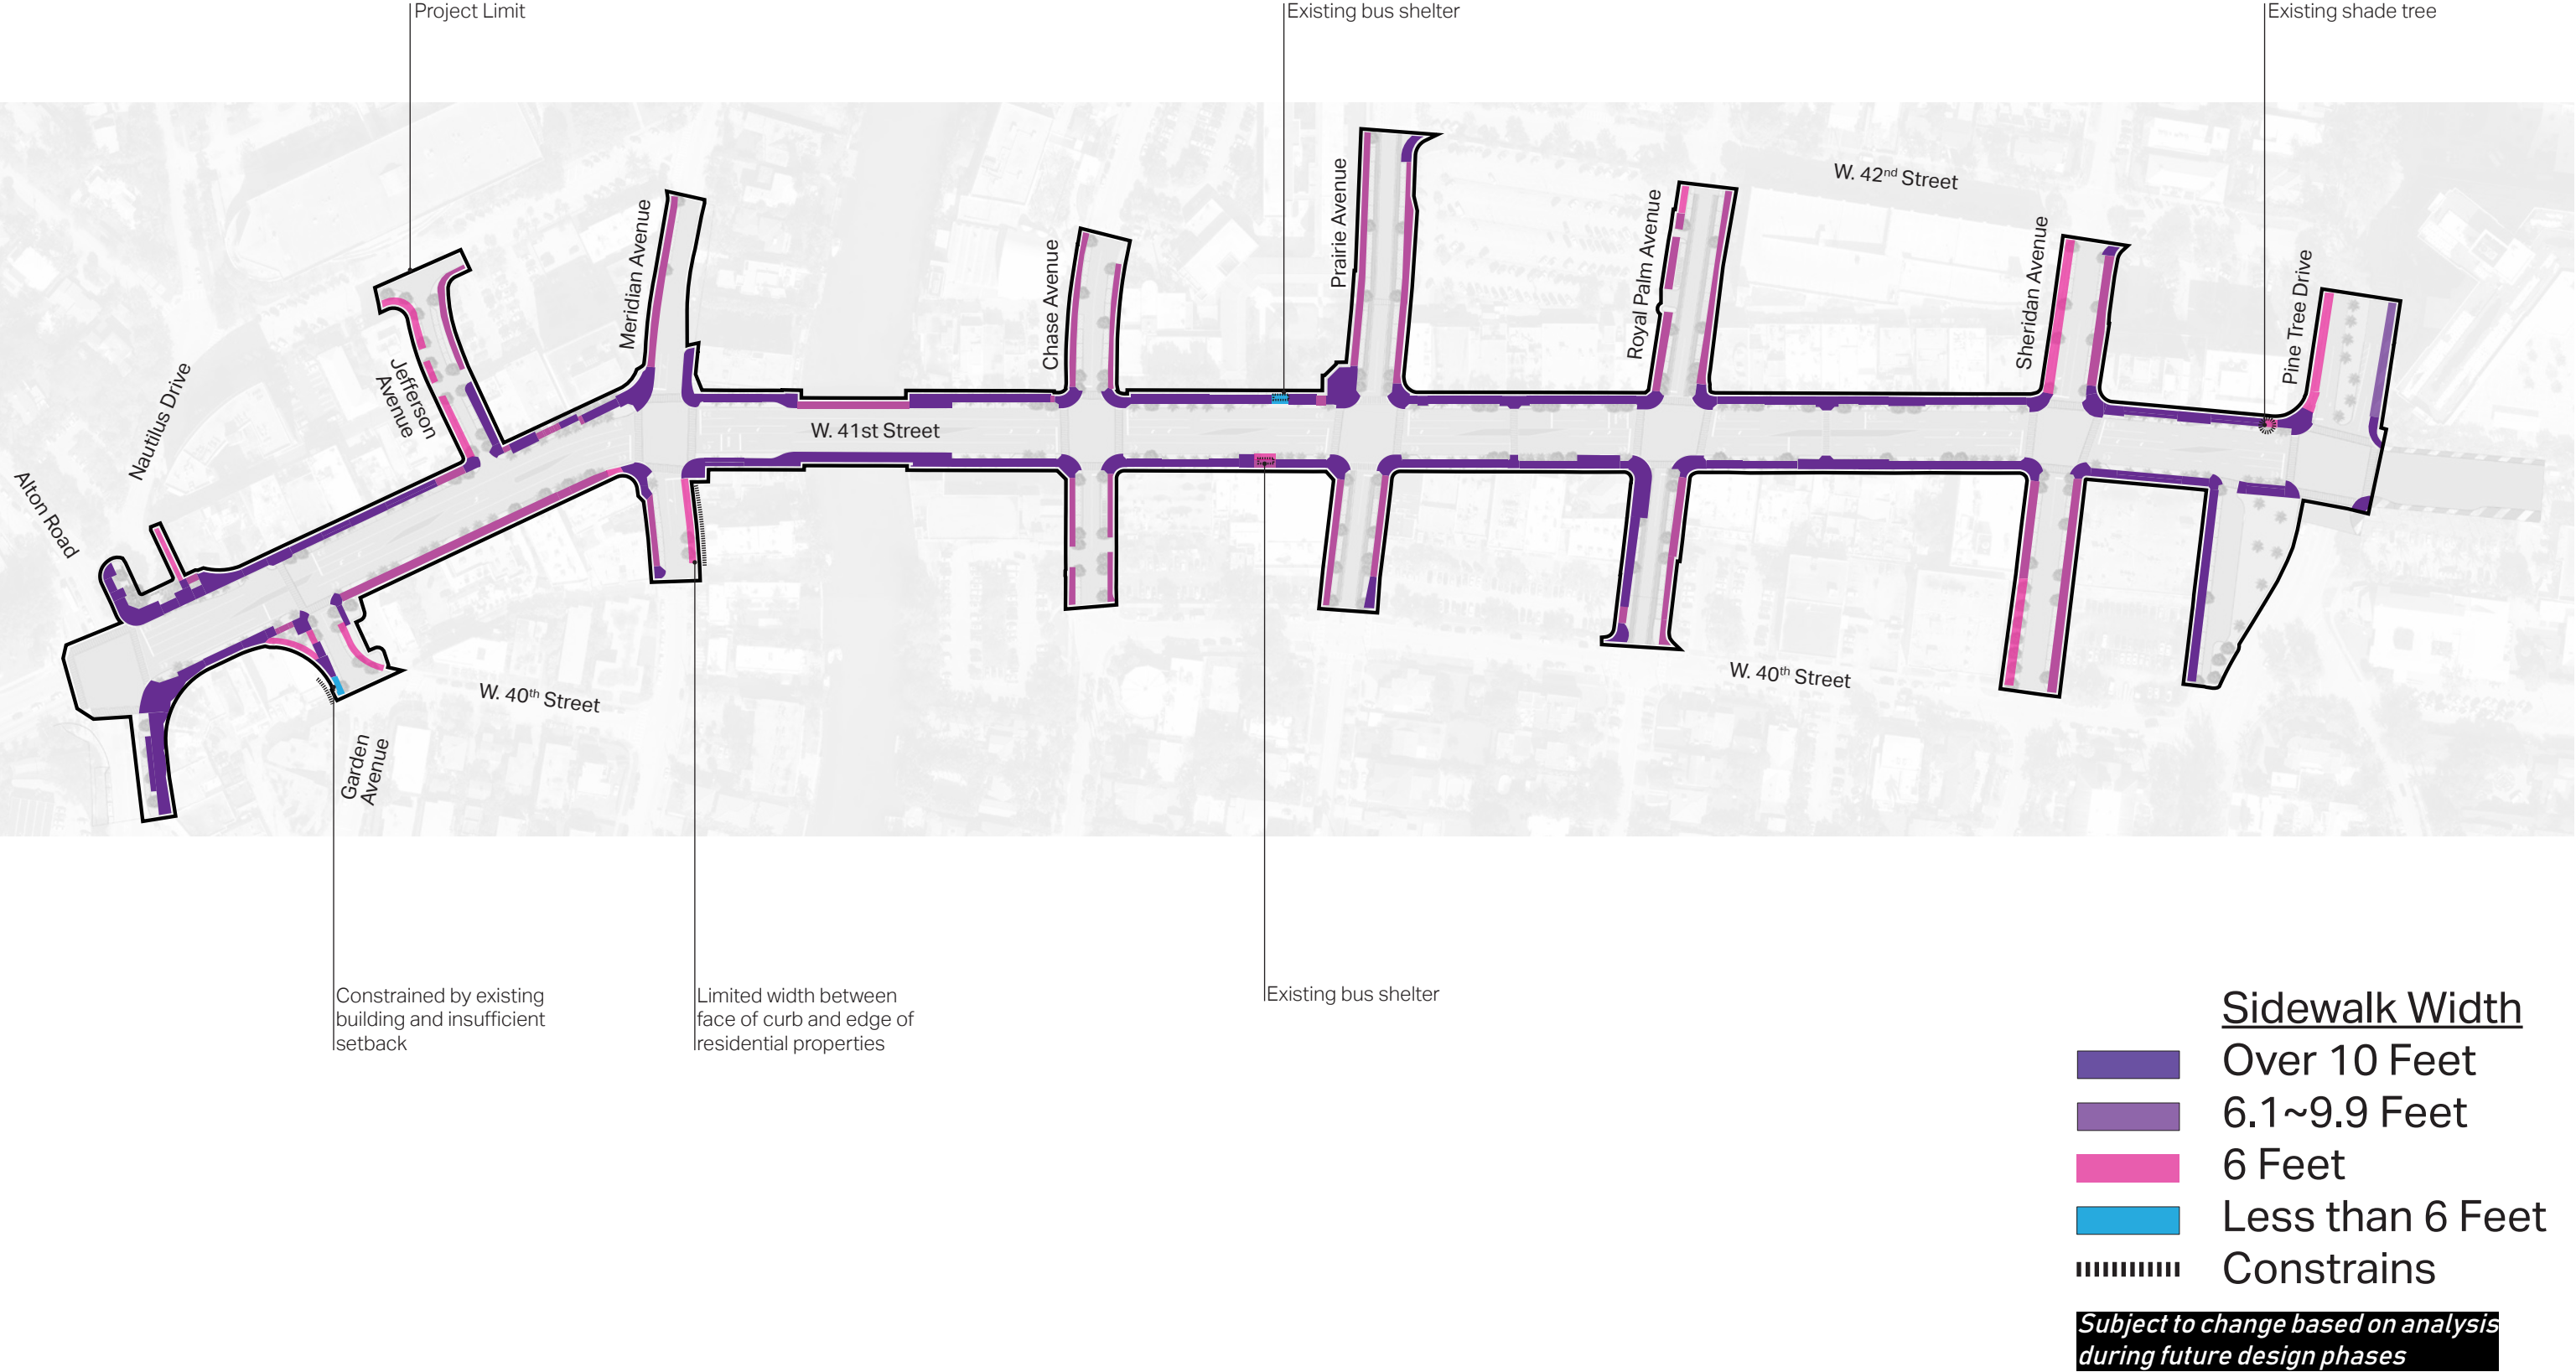 Project Limit
Existing bus shelter
Existing shade tree
Alton Road
Nautilus Drive
Jefferson
Avenue
Meridian Avenue
Chase Avenue
Prairie Avenue
Royal Palm Avenue
W. 42nd Street
Sheridan Avenue
Pine Tree Drive
W. 41st Street
W. 40th Street
W. 40th Street
Garden
Avenue
Constrained by existing
building and insufficient
setback
Limited width between
face of curb and edge of
residential properties
Existing bus shelter
Sidewalk Width
Over 10 Feet
6.1~9.9 Feet
6 Feet
Less than 6 Feet
Constrains
Subject to change based on analysis
during future design phases